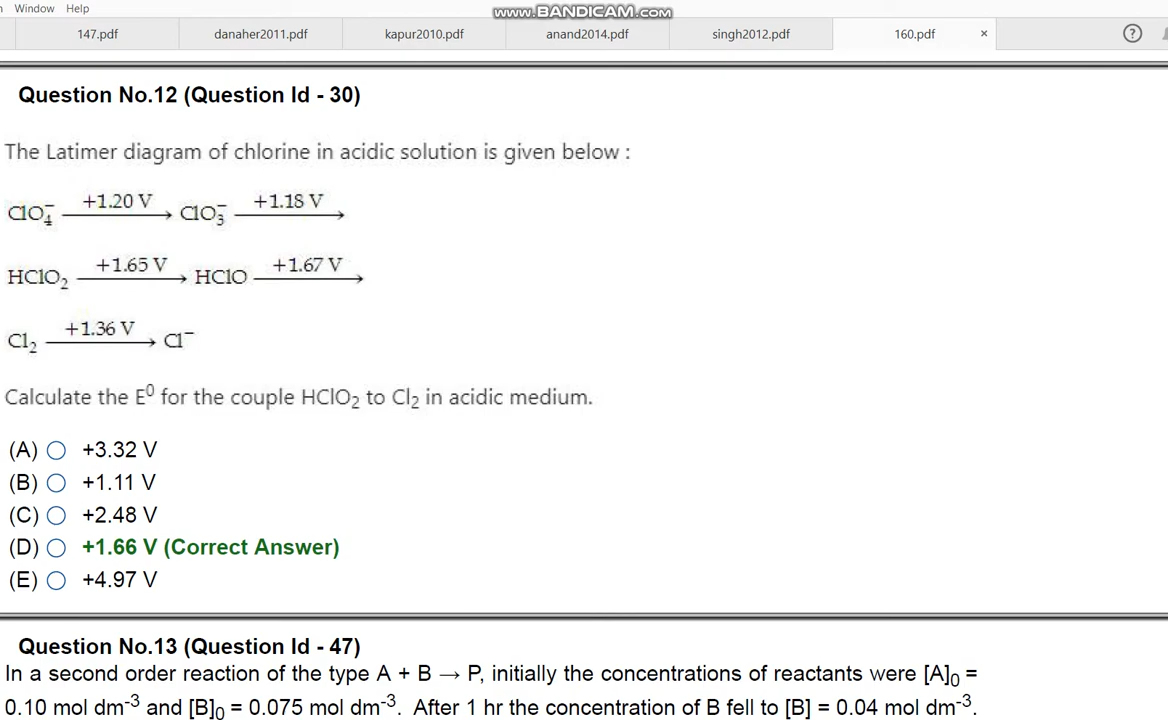 Window Help
www.BANDICAM.com
147.pdf danaher2011.pdf kapur2010.pdf anand2014.pdf singh2012.pdf 160.pdf × ?
Question No.12 (Question Id - 30)
The Latimer diagram of chlorine in acidic solution is given below :
+1.20 V +1.18 V
ClO₄⁻ → ClO₃⁻ →
+1.65 V +1.67 V
HClO₂ → HClO →
+1.36 V
Cl₂ → Cl⁻
Calculate the E⁰ for the couple HClO₂ to Cl₂ in acidic medium.
(A) +3.32 V
(B) +1.11 V
(C) +2.48 V
(D) +1.66 V (Correct Answer)
(E) +4.97 V
Question No.13 (Question Id - 47)
In a second order reaction of the type A + B → P, initially the concentrations of reactants were [A]₀ =
0.10 mol dm⁻³ and [B]₀ = 0.075 mol dm⁻³. After 1 hr the concentration of B fell to [B] = 0.04 mol dm⁻³.